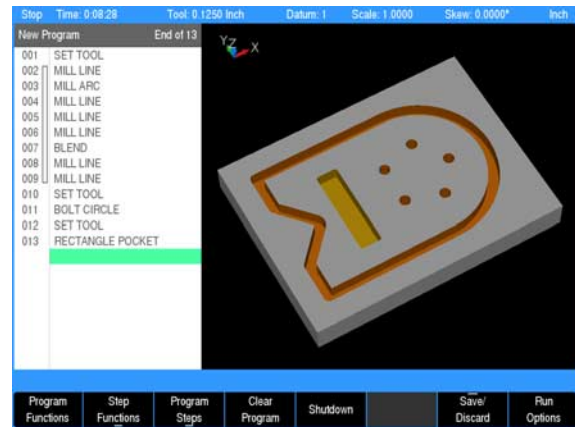 Stop Time: 0:08:28 Tool: 0.1250 Inch Datum: 1 Scale: 1.0000 Skew: 0.0000° Inch
New Program End of 13
001 SET TOOL
002 MILL LINE
003 MILL ARC
004 MILL LINE
005 MILL LINE
006 MILL LINE
007 BLEND
008 MILL LINE
009 MILL LINE
010 SET TOOL
011 BOLT CIRCLE
012 SET TOOL
013 RECTANGLE POCKET
Y Z X
Program Functions
Step Functions
Program Steps
Clear Program
Shutdown
Save/ Discard
Run Options